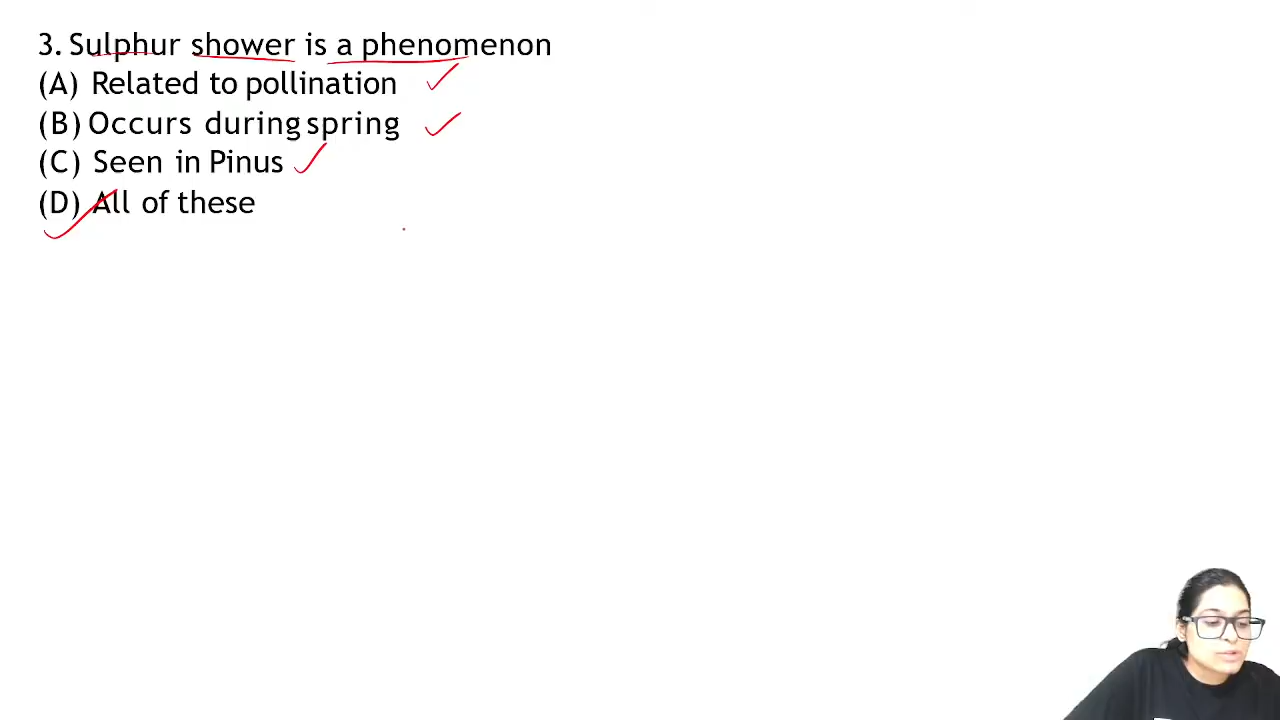 3. Sulphur shower is a phenomenon
(A) Related to pollination
(B) Occurs during spring
(C) Seen in Pinus
(D) All of these